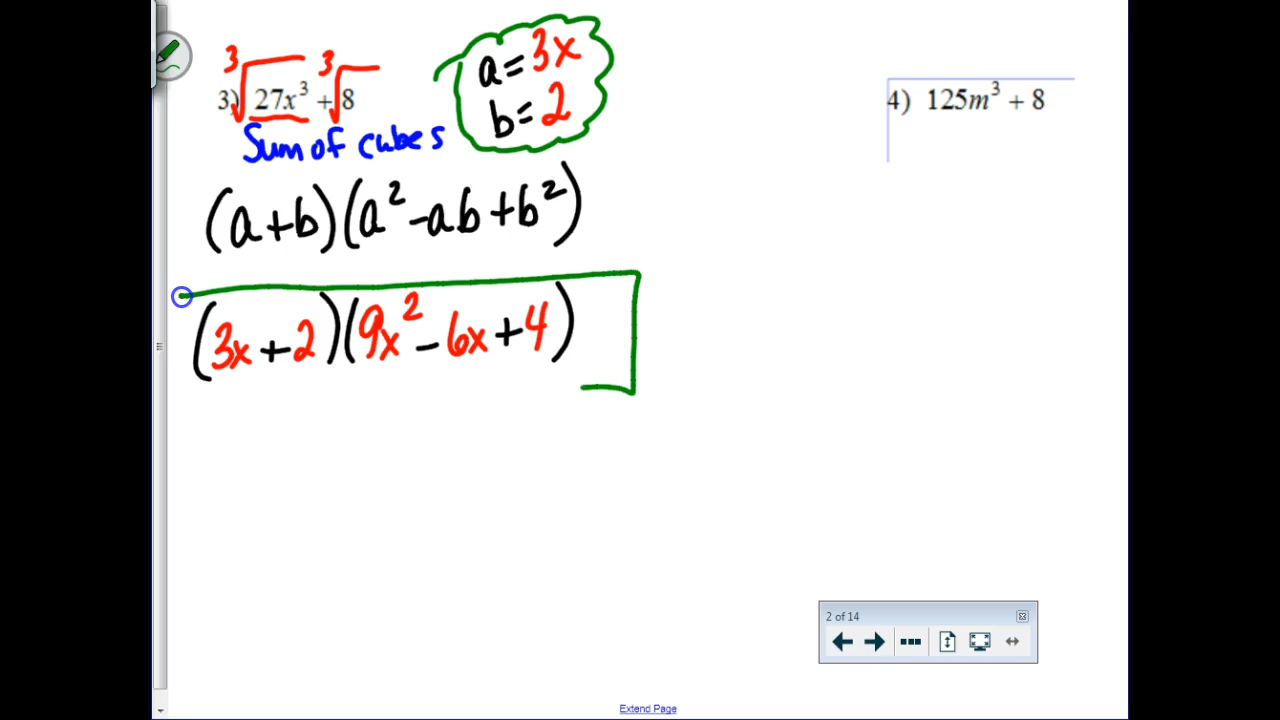 3) ∛27x³ + ∛8
a = 3x
b = 2
Sum of cubes
(a+b)(a² - ab + b²)
(3x + 2)(9x² - 6x + 4)
4) 125m³ + 8
2 of 14
Extend Page